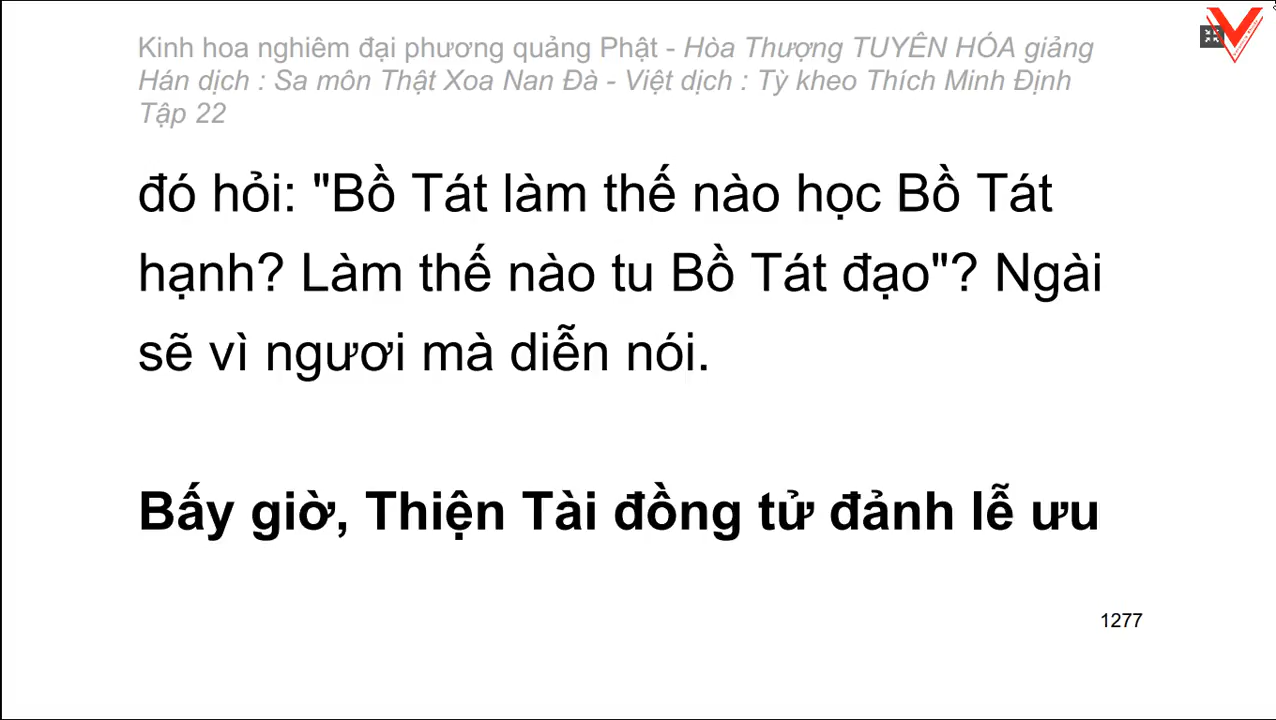 Kinh hoa nghiêm đại phương quảng Phật - Hòa Thượng TUYÊN HÓA giảng
Hán dịch : Sa môn Thật Xoa Nan Đà - Việt dịch : Tỳ kheo Thích Minh Định
Tập 22
đó hỏi: "Bồ Tát làm thế nào học Bồ Tát
hạnh? Làm thế nào tu Bồ Tát đạo"? Ngài
sẽ vì ngươi mà diễn nói.
Bấy giờ, Thiện Tài đồng tử đảnh lễ ưu
1277